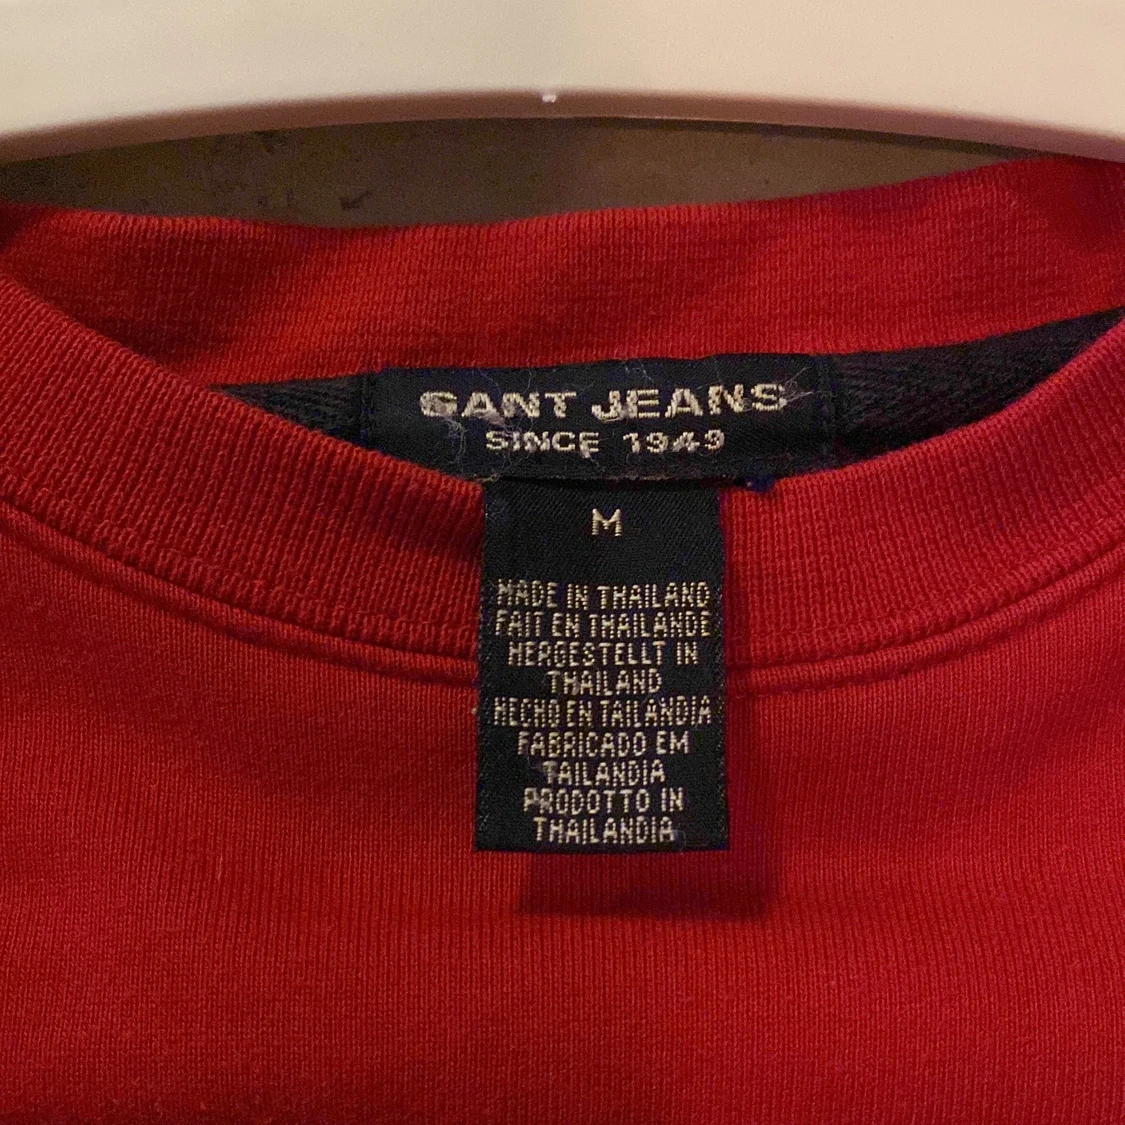 GANT JEANS
SINCE 1949
M
MADE IN THAILAND
FAIT EN THAILANDE
HERGESTELLT IN
THAILAND
HECHO EN TAILANDIA
FABRICADO EM
TAILANDIA
PRODOTTO IN
THAILANDIA